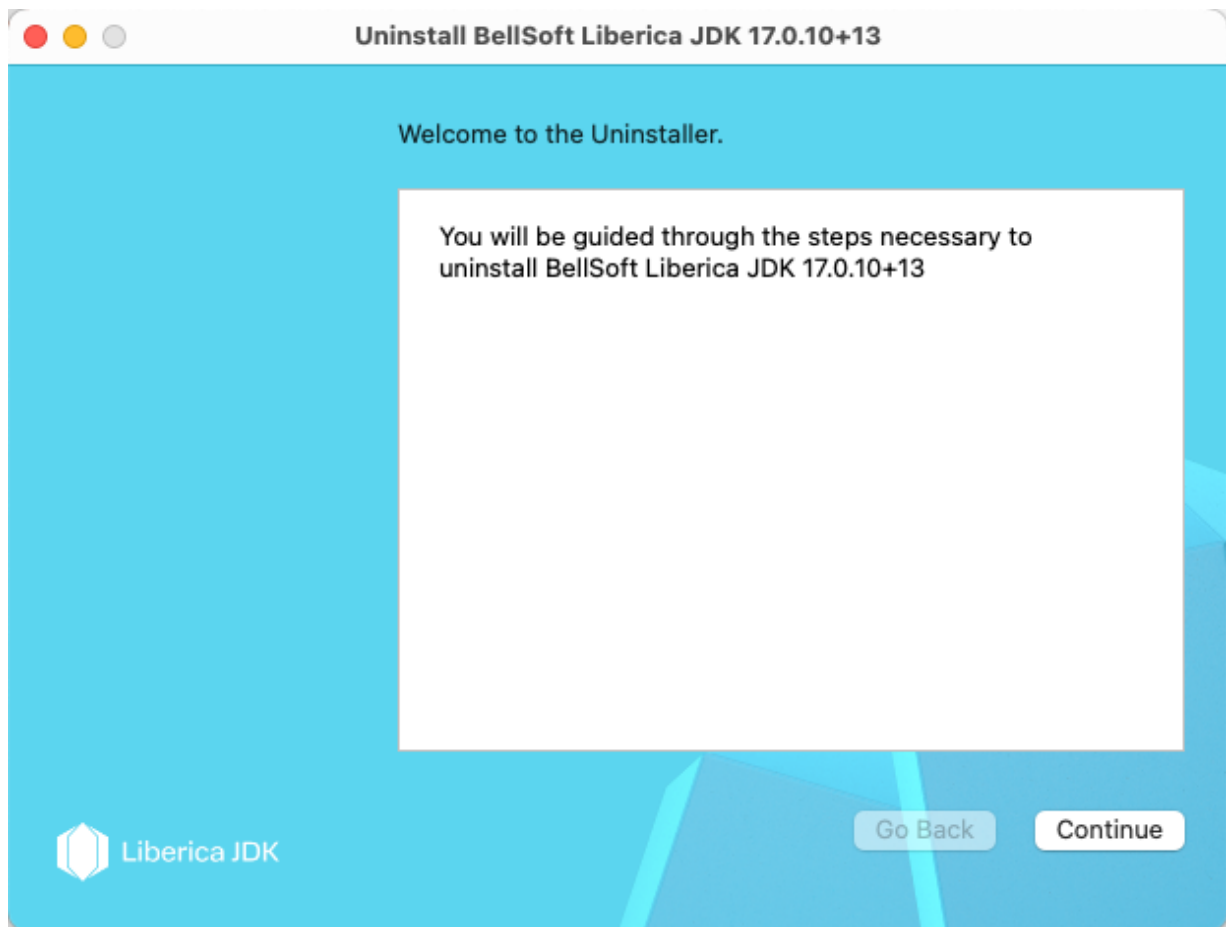 Uninstall BellSoft Liberica JDK 17.0.10+13
Welcome to the Uninstaller.
You will be guided through the steps necessary to
uninstall BellSoft Liberica JDK 17.0.10+13
Go Back
Continue
Liberica JDK